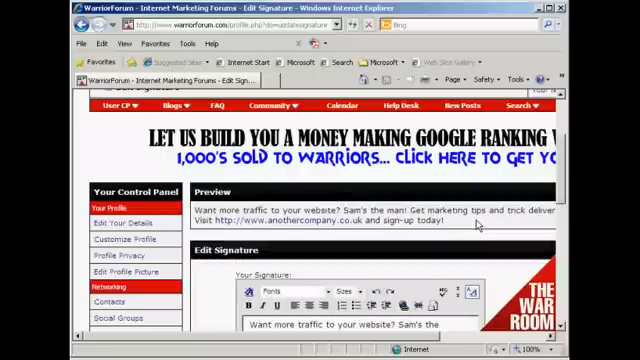 WarriorForum - Internet Marketing Forums - Edit Signature - Windows Internet Explorer
http://www.warriorforum.com/profile.php?do=updatesignature
Bing
File Edit View Favorites Tools Help
Favorites Suggested Sites Internet Start Microsoft Search Microsoft Web Slice Gallery
WarriorForum - Internet Marketing Forums - Edit Sign... Page Safety Tools
User CP Blogs FAQ Community Calendar Help Desk New Posts Search
LET US BUILD YOU A MONEY MAKING GOOGLE RANKING
1,000'S SOLD TO WARRIORS... CLICK HERE TO GET YO
Your Control Panel
Your Profile
Edit Your Details
Customize Profile
Profile Privacy
Edit Profile Picture
Networking
Contacts
Social Groups
Preview
Want more traffic to your website? Sam's the man! Get marketing tips and trick deliver
Visit http://www.anothercompany.co.uk and sign-up today!
Edit Signature
Your Signature:
Fonts Sizes
B I U
Want more traffic to your website? Sam's the
THE
WAR
ROOM
Internet 100%